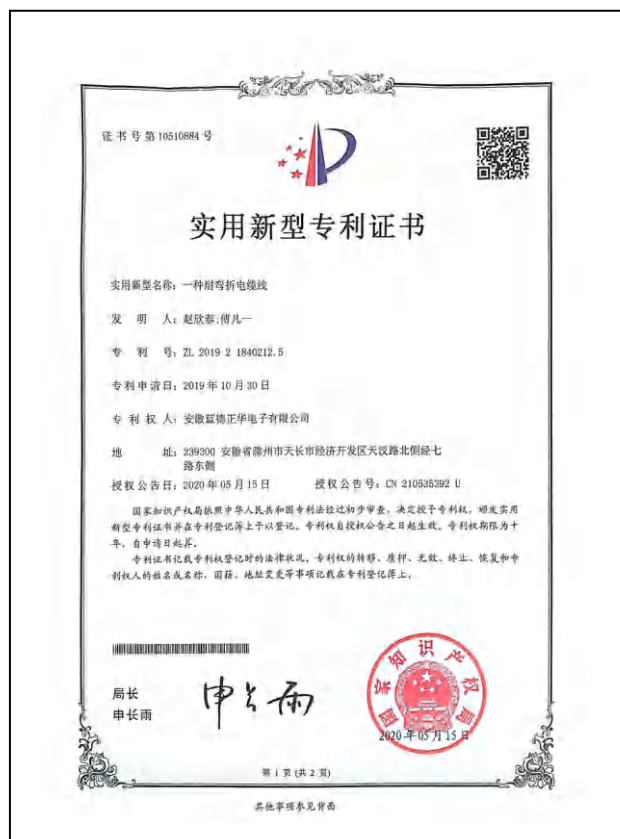 证书号第10510884号
实用新型专利证书
实用新型名称：一种耐弯折电缆线
发 明 人：赵欣泰;傅凡一
专 利 号：ZL 2019 2 1840212.5
专利申请日：2019年10月30日
专 利 权 人：安徽蓝德正华电子有限公司
地 址：239300 安徽省滁州市天长市经济开发区天汉路北侧经七
路东侧
授权公告日：2020年05月15日 授权公告号：CN 210535392 U
国家知识产权局依照中华人民共和国专利法经过初步审查，决定授予专利权，颁发实用
新型专利证书并在专利登记簿上予以登记。专利权自授权公告之日起生效。专利权期限为十
年，自申请日起算。
专利证书记载专利权登记时的法律状况。专利权的转移、质押、无效、终止、恢复和专
利权人的姓名或名称、国籍、地址变更等事项记载在专利登记簿上。
局长
申长雨
申长雨
国家知识产权局
2020年05月15日
第 1 页 (共 2 页)
其他事项参见背面